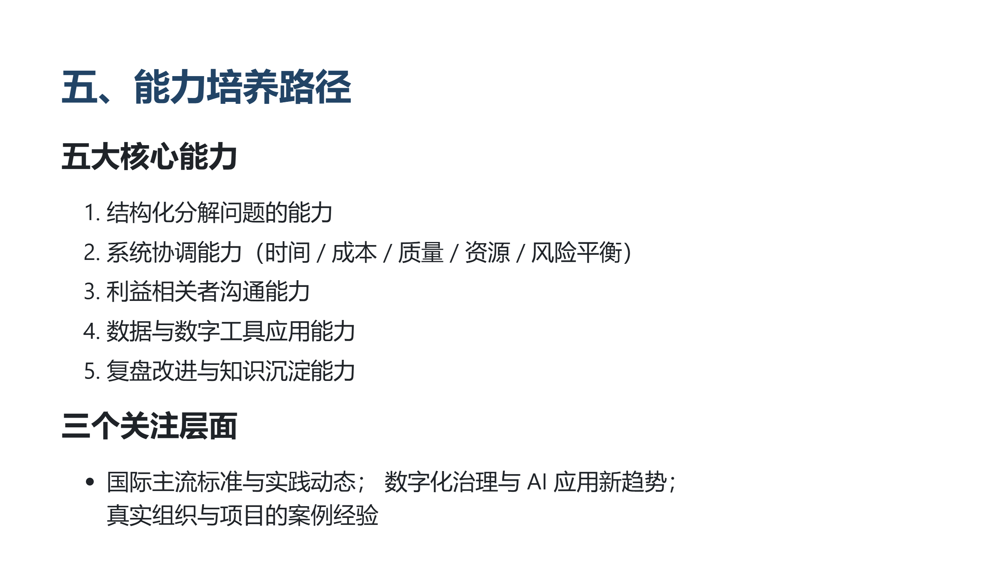 五、能力培养路径
五大核心能力
1. 结构化分解问题的能力
2. 系统协调能力（时间 / 成本 / 质量 / 资源 / 风险平衡）
3. 利益相关者沟通能力
4. 数据与数字工具应用能力
5. 复盘改进与知识沉淀能力
三个关注层面
• 国际主流标准与实践动态； 数字化治理与 AI 应用新趋势；
真实组织与项目的案例经验